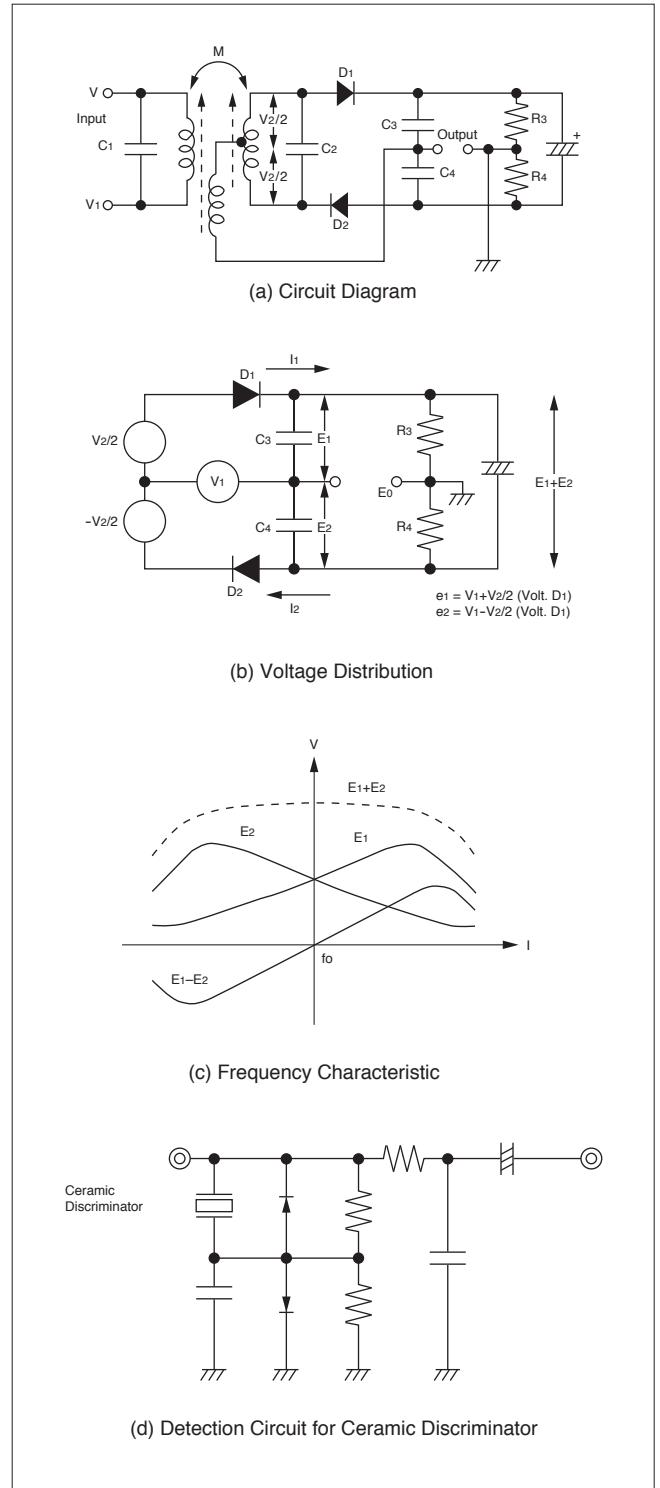 M
V
D1
Input
C1
V2/2
V2/2
C2
C3
Output
R3
+
C4
R4
V1
D2
(a) Circuit Diagram
I1
D1
V2/2
C3
E1
R3
V1
E0
E1+E2
–V2/2
C4
E2
R4
D2
I2
e1 = V1+V2/2 (Volt. D1)
e2 = V1–V2/2 (Volt. D1)
(b) Voltage Distribution
V
E1+E2
E2
E1
I
fo
E1–E2
(c) Frequency Characteristic
Ceramic
Discriminator
(d) Detection Circuit for Ceramic Discriminator